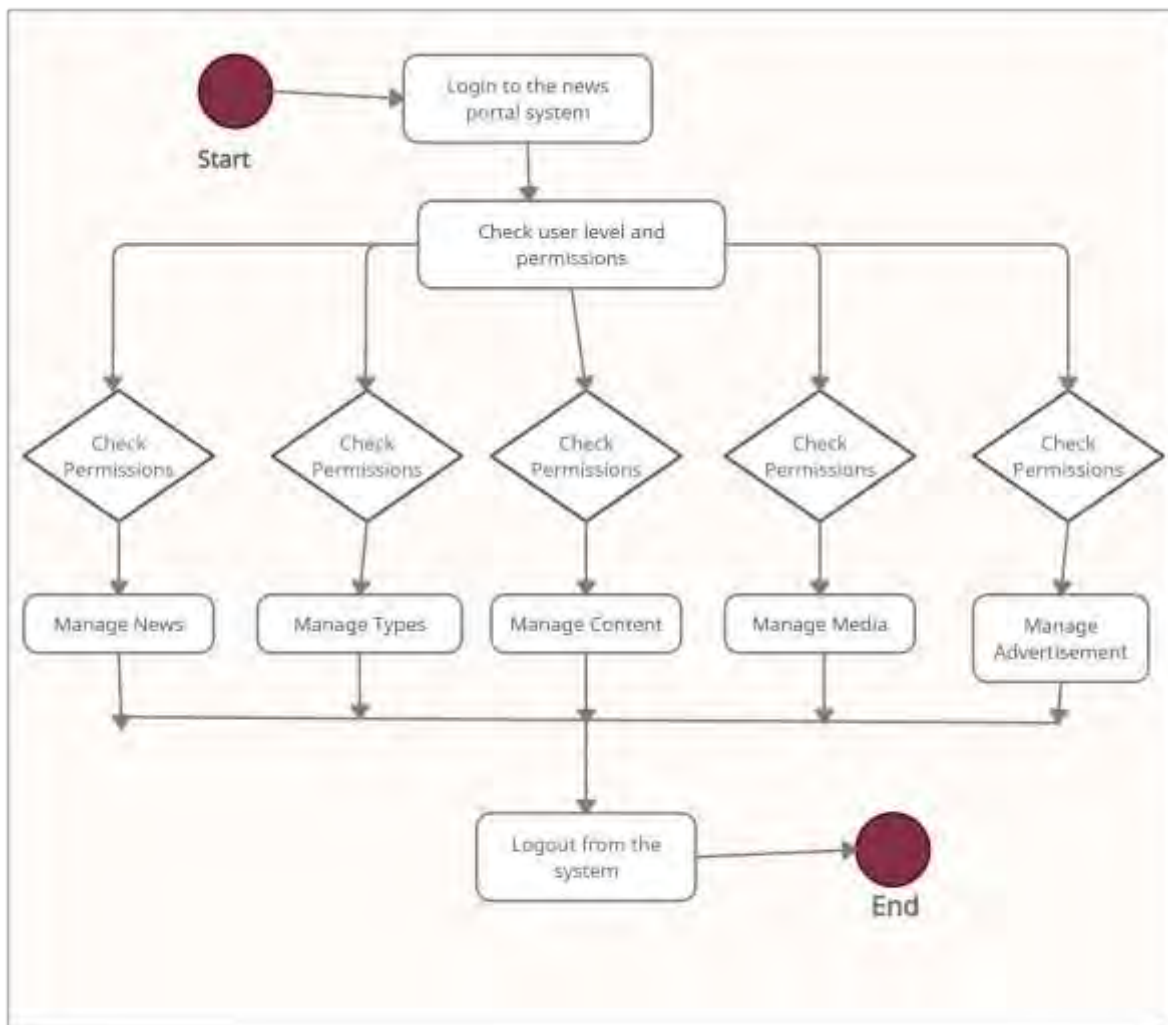 Login to the news
portal system
Start
Check user level and
permissions
Check
Permissions
Check
Permissions
Check
Permissions
Check
Permissions
Check
Permissions
Manage News
Manage Types
Manage Content
Manage Media
Manage
Advertisement
Logout from the
system
End